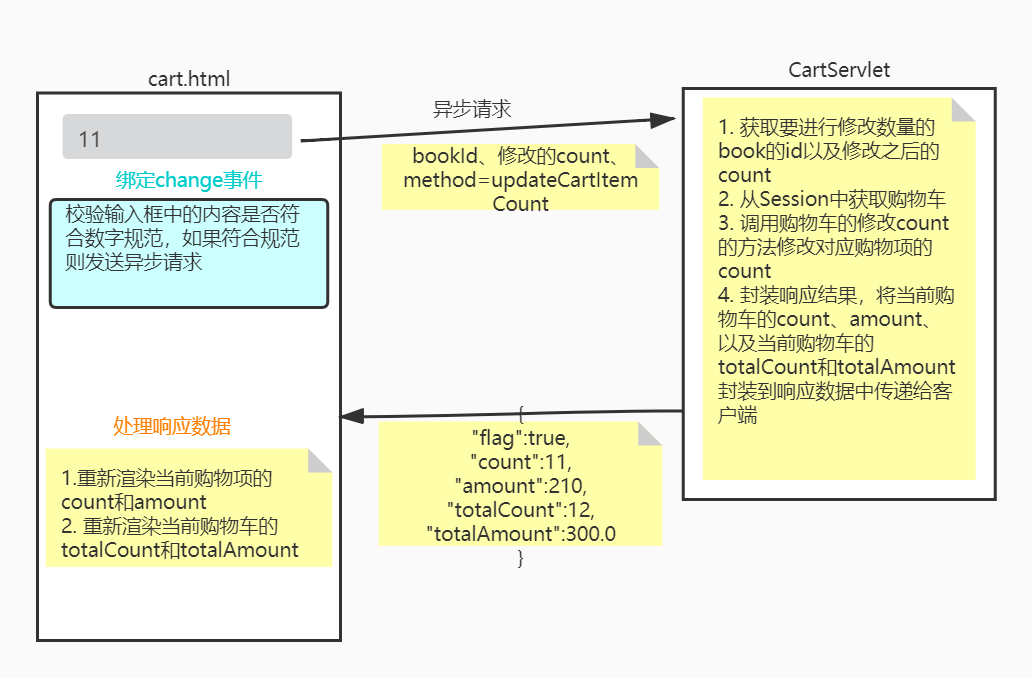 cart.html
11
绑定change事件
校验输入框中的内容是否符
合数字规范，如果符合规范
则发送异步请求
异步请求
bookId、修改的count、
method=updateCartItem
Count
CartServlet
1. 获取要进行修改数量的
book的id以及修改之后的
count
2. 从Session中获取购物车
3. 调用购物车的修改count
的方法修改对应购物项的
count
4. 封装响应结果，将当前购
物车的count、amount、
以及当前购物车的
totalCount和totalAmount
封装到响应数据中传递给客
户端
{
"flag":true,
"count":11,
"amount":210,
"totalCount":12,
"totalAmount":300.0
}
处理响应数据
1.重新渲染当前购物项的
count和amount
2. 重新渲染当前购物车的
totalCount和totalAmount